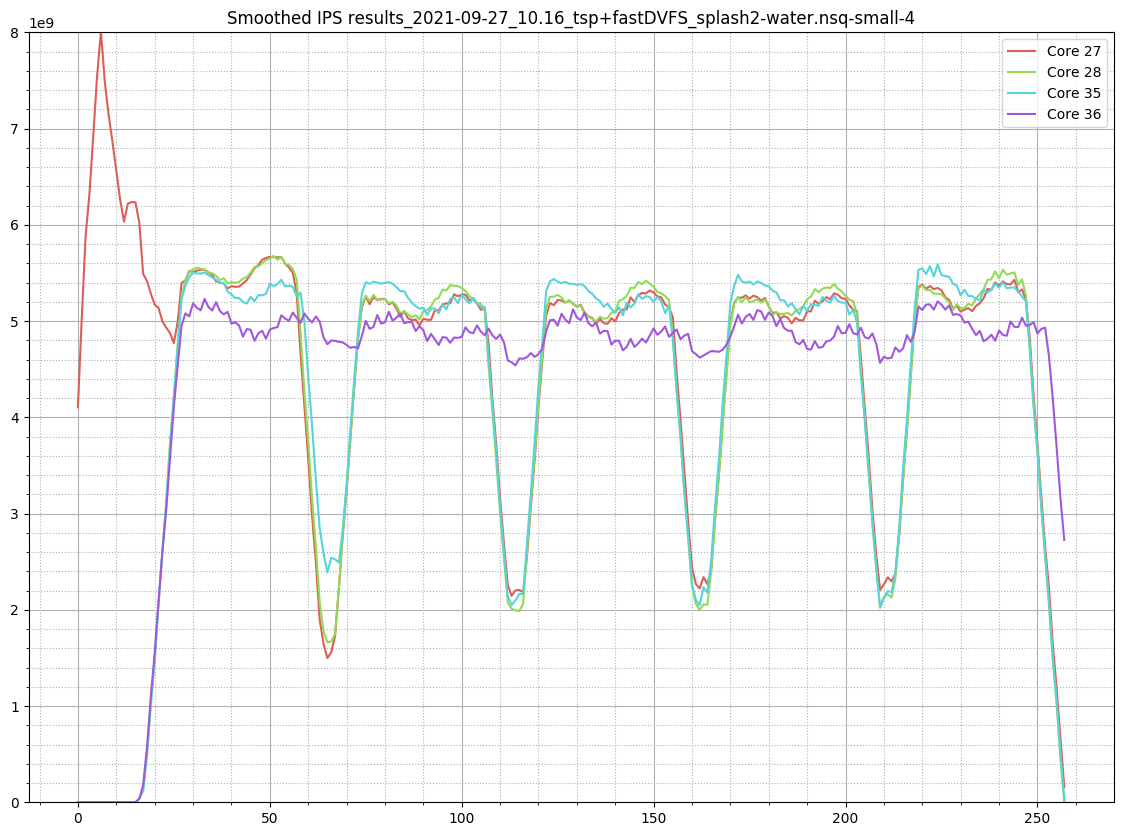 Smoothed IPS results_2021-09-27_10.16_tsp+fastDVFS_splash2-water.nsq-small-4
1e9
8
7
6
5
4
3
2
1
0
Core 27
Core 28
Core 35
Core 36
0 50 100 150 200 250